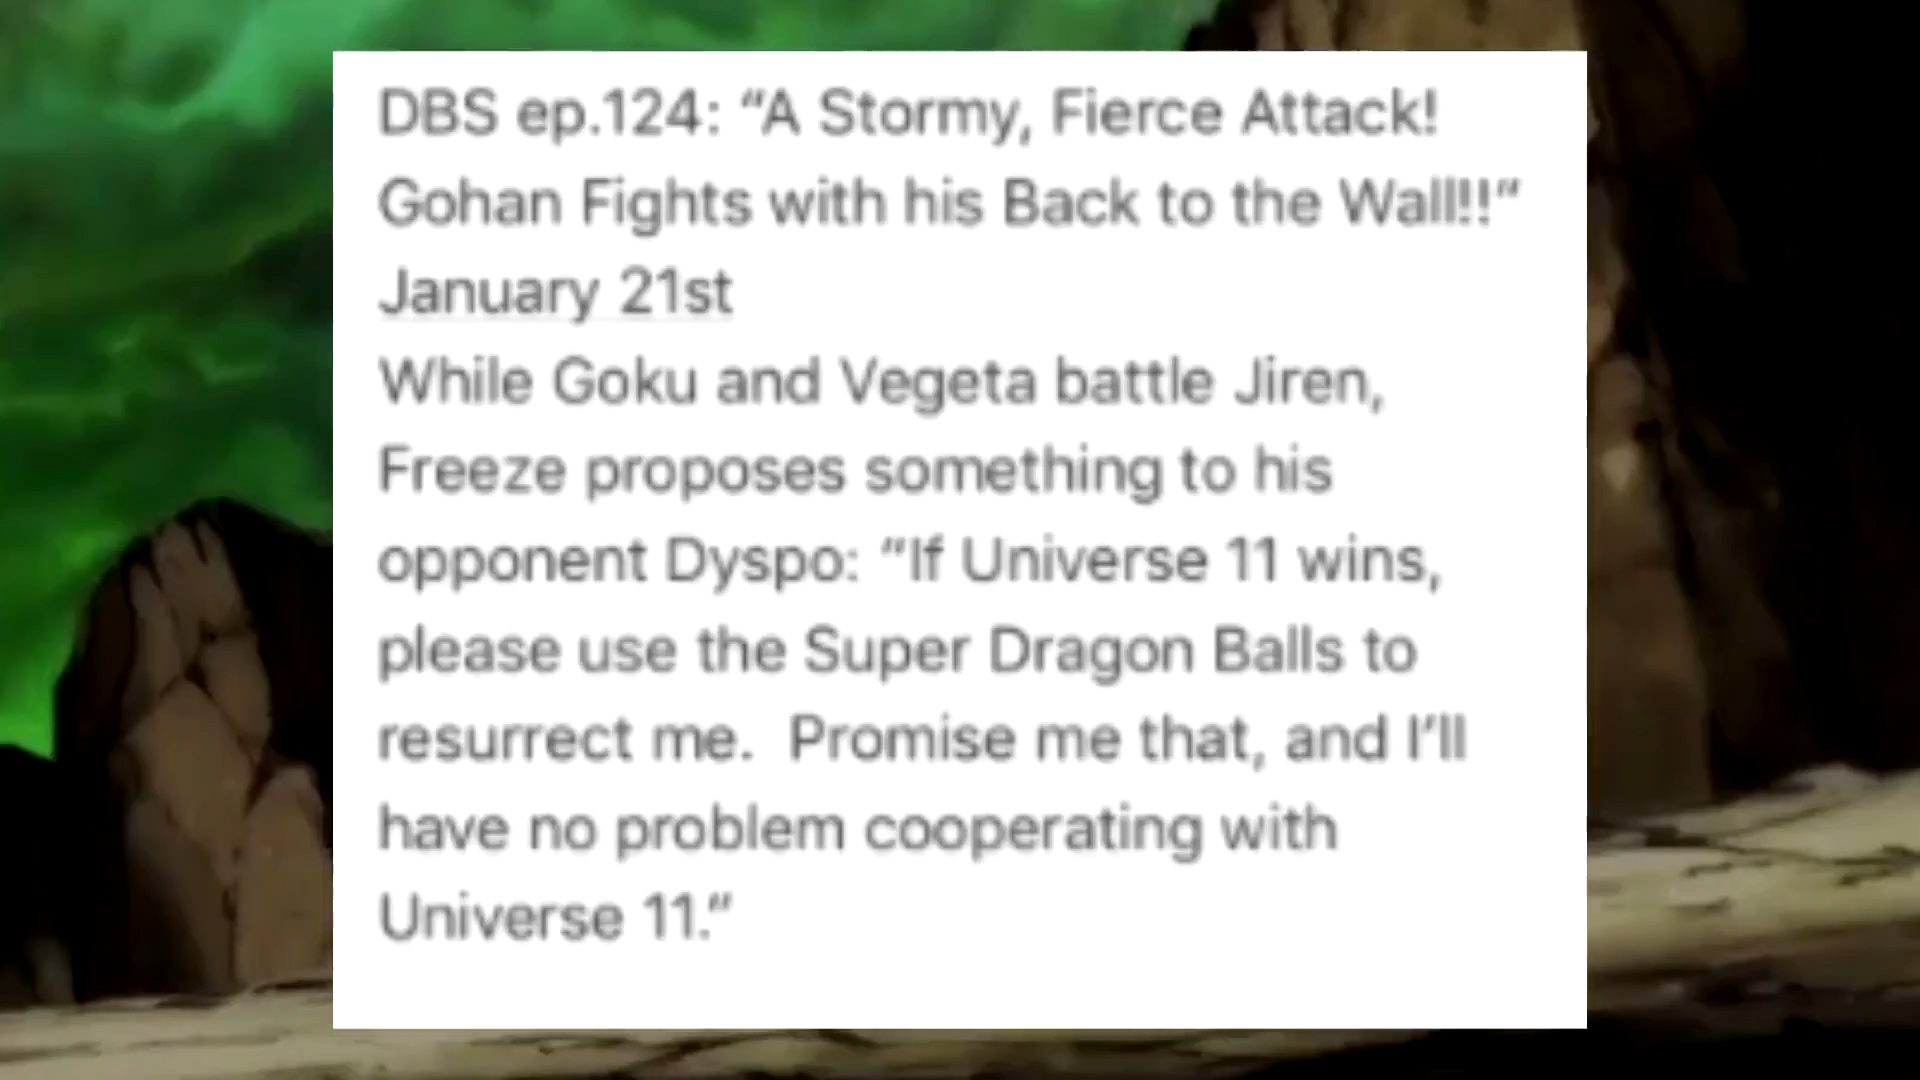 DBS ep.124: “A Stormy, Fierce Attack!
Gohan Fights with his Back to the Wall!!”
January 21st
While Goku and Vegeta battle Jiren,
Freeze proposes something to his
opponent Dyspo: “If Universe 11 wins,
please use the Super Dragon Balls to
resurrect me.  Promise me that, and I’ll
have no problem cooperating with
Universe 11.”